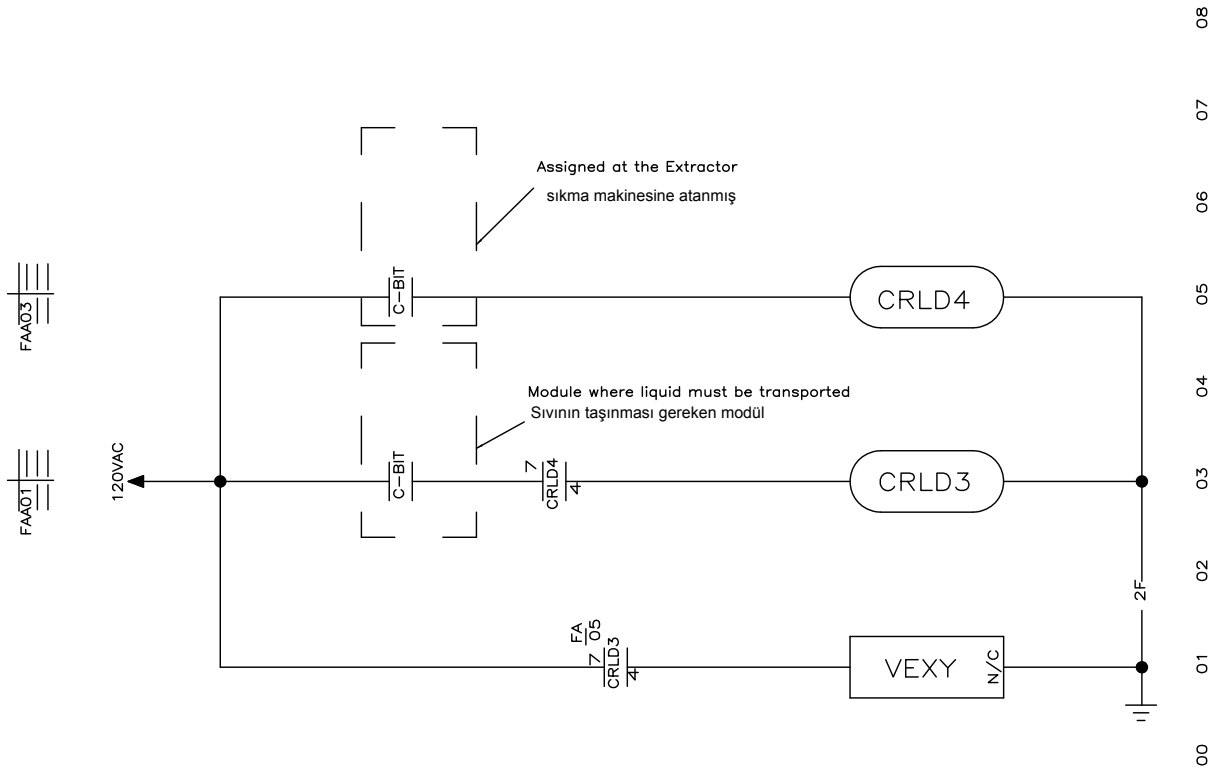 08
07
Assigned at the Extractor
sıkma makinesine atanmış
06
FAA03
C-BIT
CRLD4
05
Module where liquid must be transported
Sıvının taşınması gereken modül
04
FAA01
120VAC
C-BIT
7
CRLD4
4
CRLD3
03
2F
02
FA
05
7
CRLD3
4
VEXY
N/C
01
00